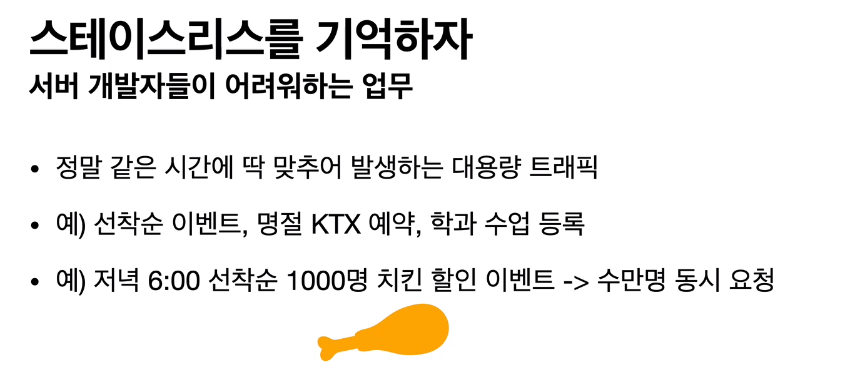 스테이스리스를 기억하자
서버 개발자들이 어려워하는 업무
• 정말 같은 시간에 딱 맞추어 발생하는 대용량 트래픽
• 예) 선착순 이벤트, 명절 KTX 예약, 학과 수업 등록
• 예) 저녁 6:00 선착순 1000명 치킨 할인 이벤트 -> 수만명 동시 요청